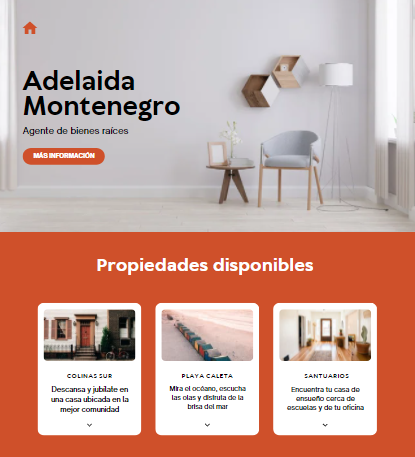 Adelaida
Montenegro
Agente de bienes raíces
MÁS INFORMACIÓN
Propiedades disponibles
COLINAS SUR
Descansa y jubílate en
una casa ubicada en la
mejor comunidad
PLAYA CALETA
Mira el océano, escucha
las olas y disfruta de la
brisa del mar
SANTUARIOS
Encuentra tu casa de
ensueño cerca de
escuelas y de tu oficina